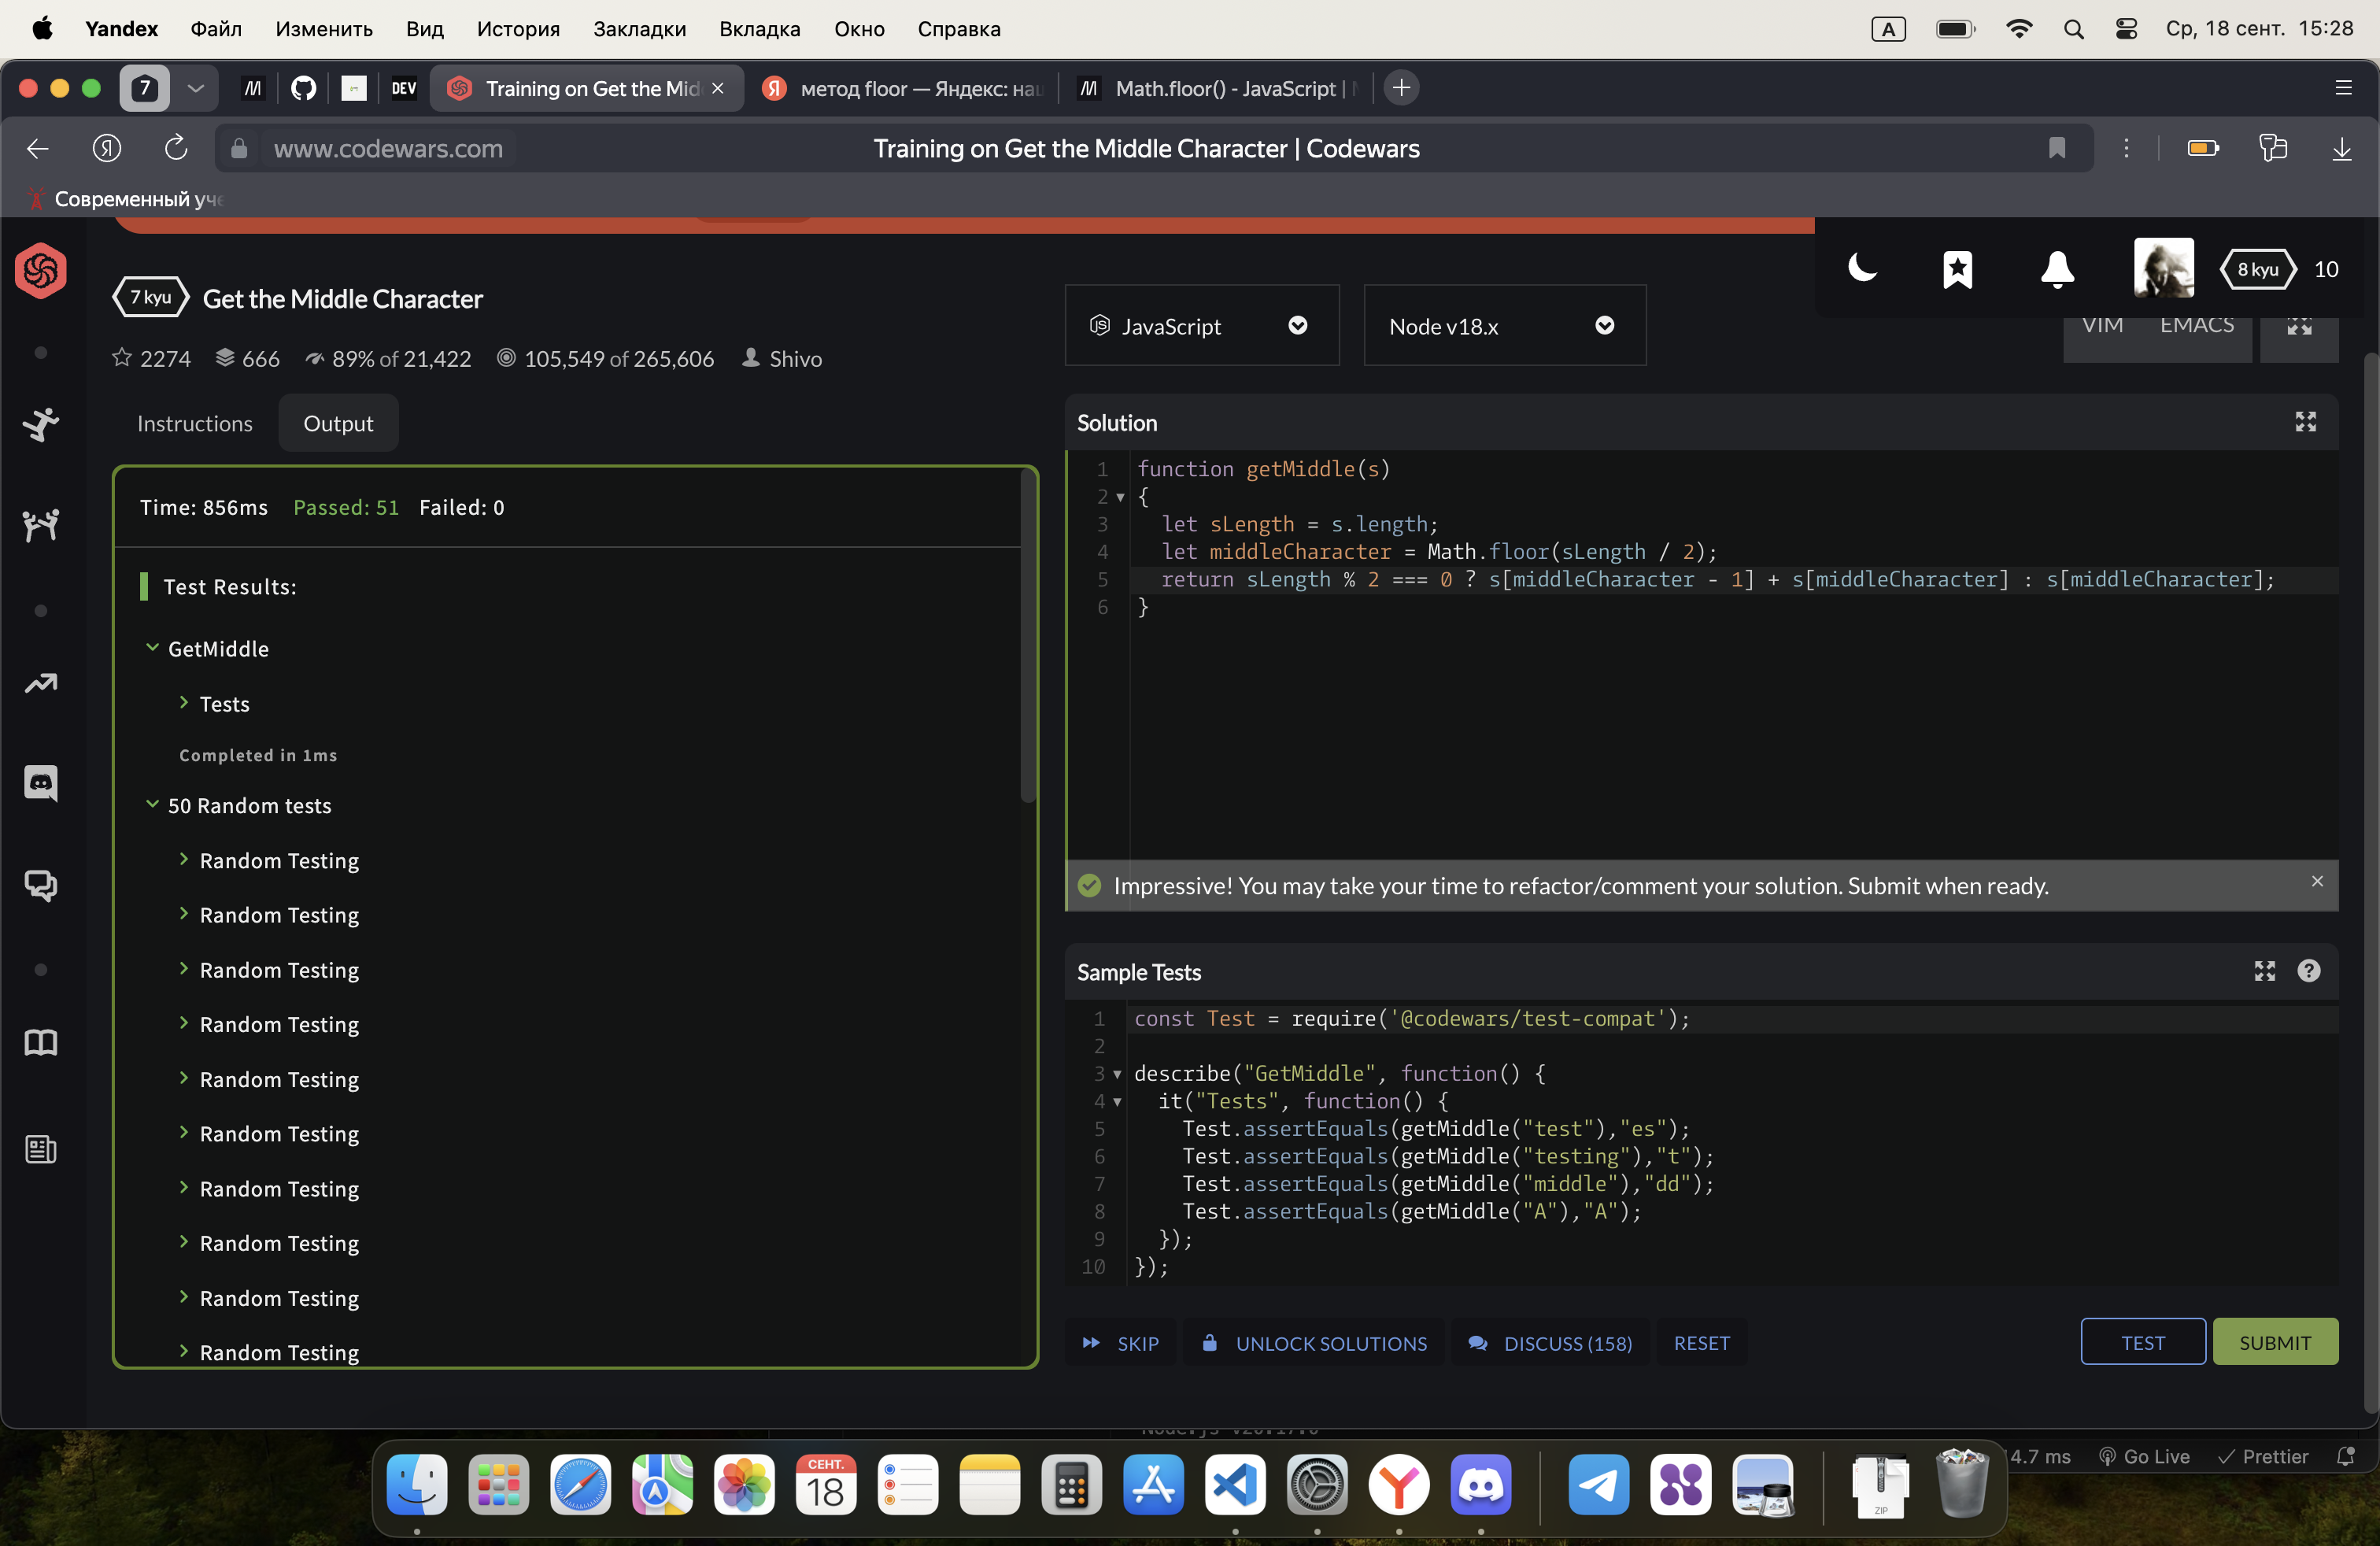 Yandex Файл Изменить Вид История Закладки Вкладка Окно Справка A Ср, 18 сент. 15:28
7 DEV Training on Get the Mid метод floor — Яндекс: на Math.floor() - JavaScript |
www.codewars.com Training on Get the Middle Character | Codewars
Современный уче
8 kyu 10
7 kyu Get the Middle Character
JavaScript Node v18.x VIM EMACS
2274 666 89% of 21,422 105,549 of 265,606 Shivo
Instructions Output
Time: 856ms Passed: 51 Failed: 0
Test Results:
GetMiddle
Tests
Completed in 1ms
50 Random tests
Random Testing
Random Testing
Random Testing
Random Testing
Random Testing
Random Testing
Random Testing
Random Testing
Random Testing
Random Testing
Solution
1 function getMiddle(s)
2 {
3 let sLength = s.length;
4 let middleCharacter = Math.floor(sLength / 2);
5 return sLength % 2 === 0 ? s[middleCharacter - 1] + s[middleCharacter] : s[middleCharacter];
6 }
Impressive! You may take your time to refactor/comment your solution. Submit when ready.
Sample Tests
1 const Test = require('@codewars/test-compat');
2
3 describe("GetMiddle", function() {
4 it("Tests", function() {
5 Test.assertEquals(getMiddle("test"),"es");
6 Test.assertEquals(getMiddle("testing"),"t");
7 Test.assertEquals(getMiddle("middle"),"dd");
8 Test.assertEquals(getMiddle("A"),"A");
9 });
10 });
SKIP UNLOCK SOLUTIONS DISCUSS (158) RESET TEST SUBMIT
СЕНТ.
18
ZIP
4.7 ms Go Live Prettier